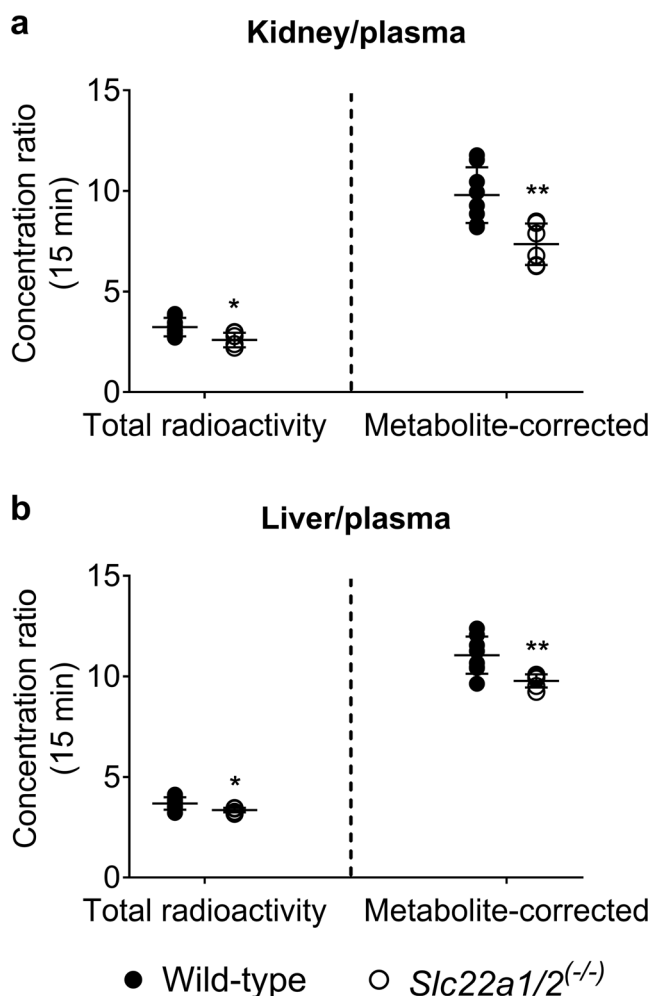 a
Kidney/plasma
Concentration ratio
(15 min)
15
10
5
0
*
**
Total radioactivity
Metabolite-corrected
b
Liver/plasma
Concentration ratio
(15 min)
15
10
5
0
*
**
Total radioactivity
Metabolite-corrected
Wild-type
Slc22a1/2(-/-)